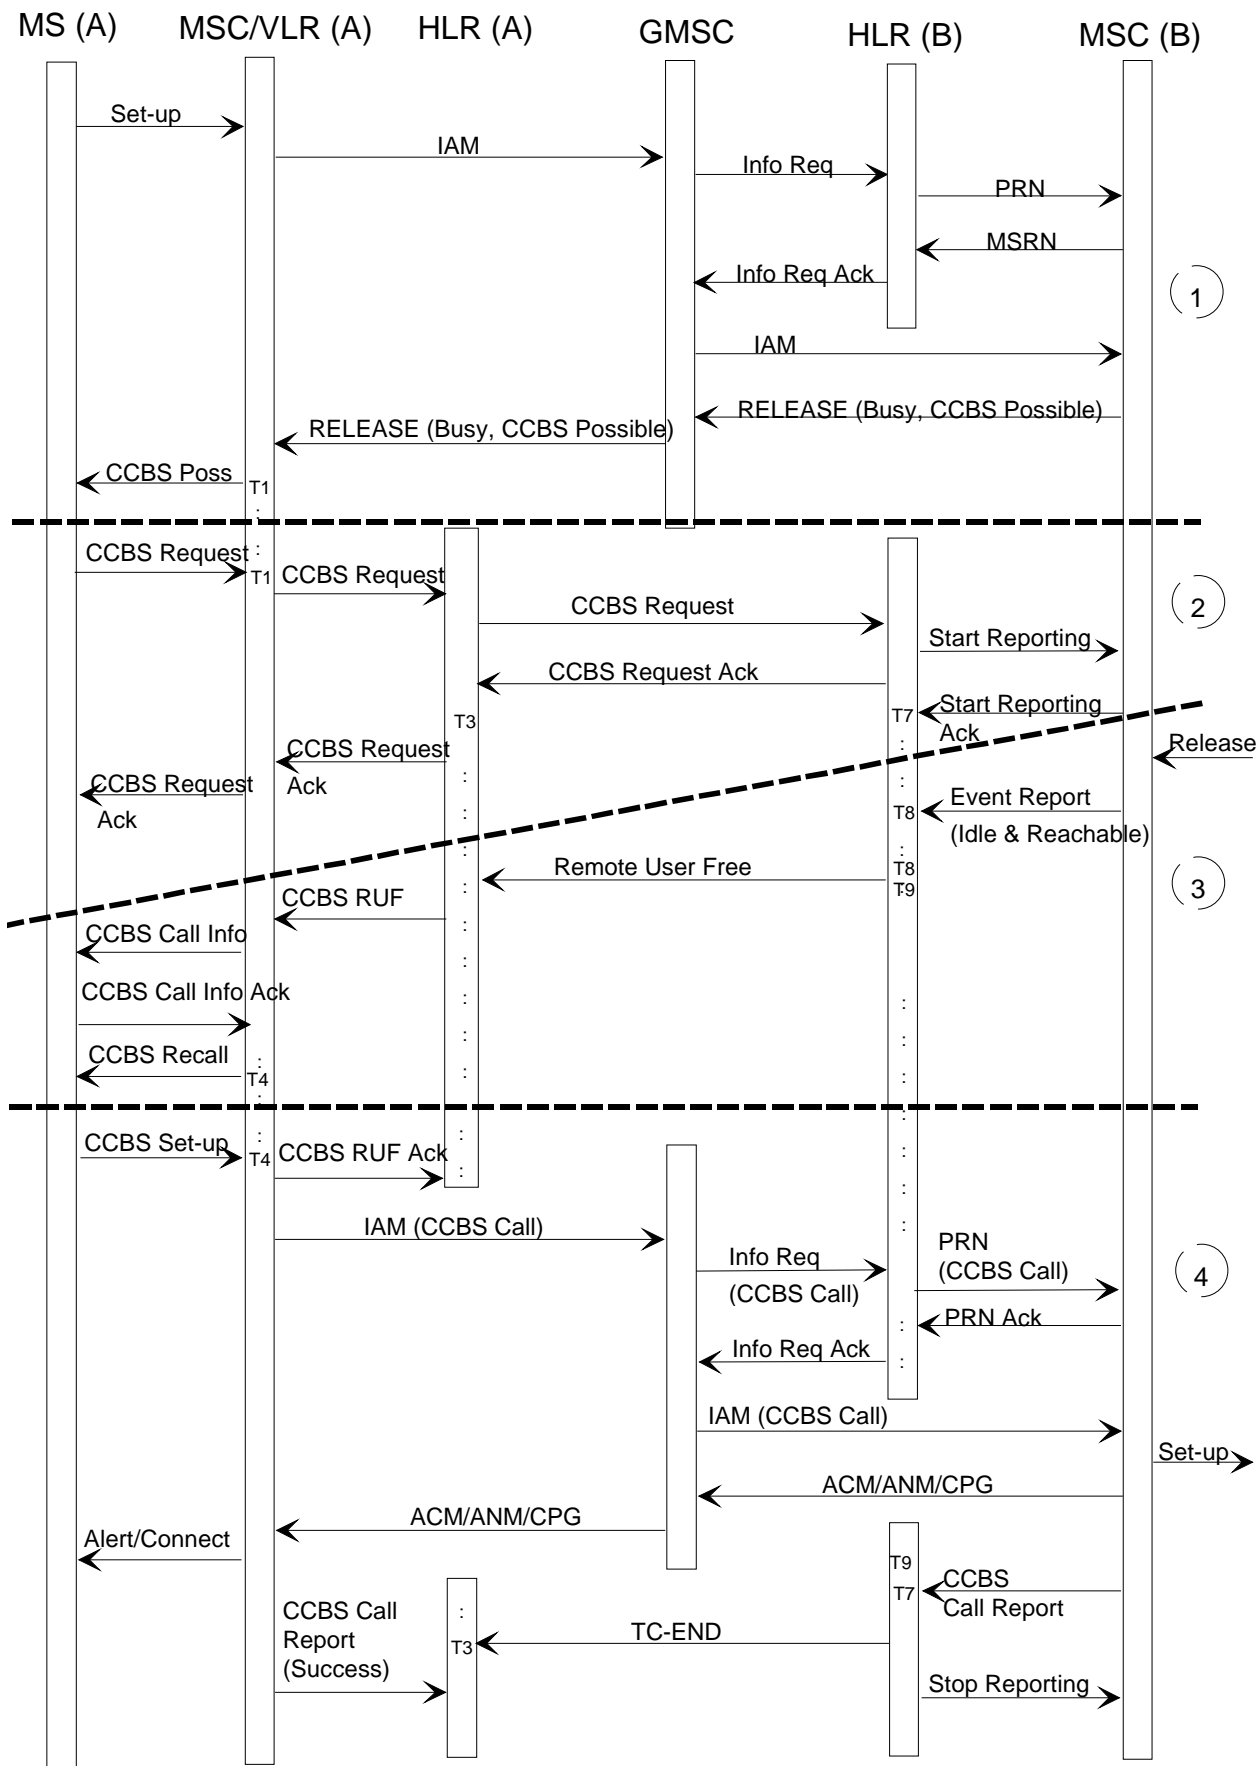 MS (A) MSC/VLR (A) HLR (A) GMSC HLR (B) MSC (B)
Set-up
IAM
Info Req
PRN
MSRN
Info Req Ack
1
IAM
RELEASE (Busy, CCBS Possible)
RELEASE (Busy, CCBS Possible)
CCBS Poss
T1
:
:
CCBS Request
T1
CCBS Request
CCBS Request
2
Start Reporting
CCBS Request Ack
T3
T7
Start Reporting
Ack
CCBS Request
Ack
Release
CCBS Request
Ack
T8
Event Report
(Idle & Reachable)
T8
Remote User Free
T9
3
CCBS RUF
CCBS Call Info
CCBS Call Info Ack
CCBS Recall
T4
CCBS Set-up
T4
CCBS RUF Ack
IAM (CCBS Call)
Info Req
(CCBS Call)
PRN
(CCBS Call)
4
PRN Ack
Info Req Ack
IAM (CCBS Call)
Set-up
ACM/ANM/CPG
ACM/ANM/CPG
Alert/Connect
T9
T7
CCBS
Call Report
CCBS Call
Report
(Success)
T3
TC-END
Stop Reporting